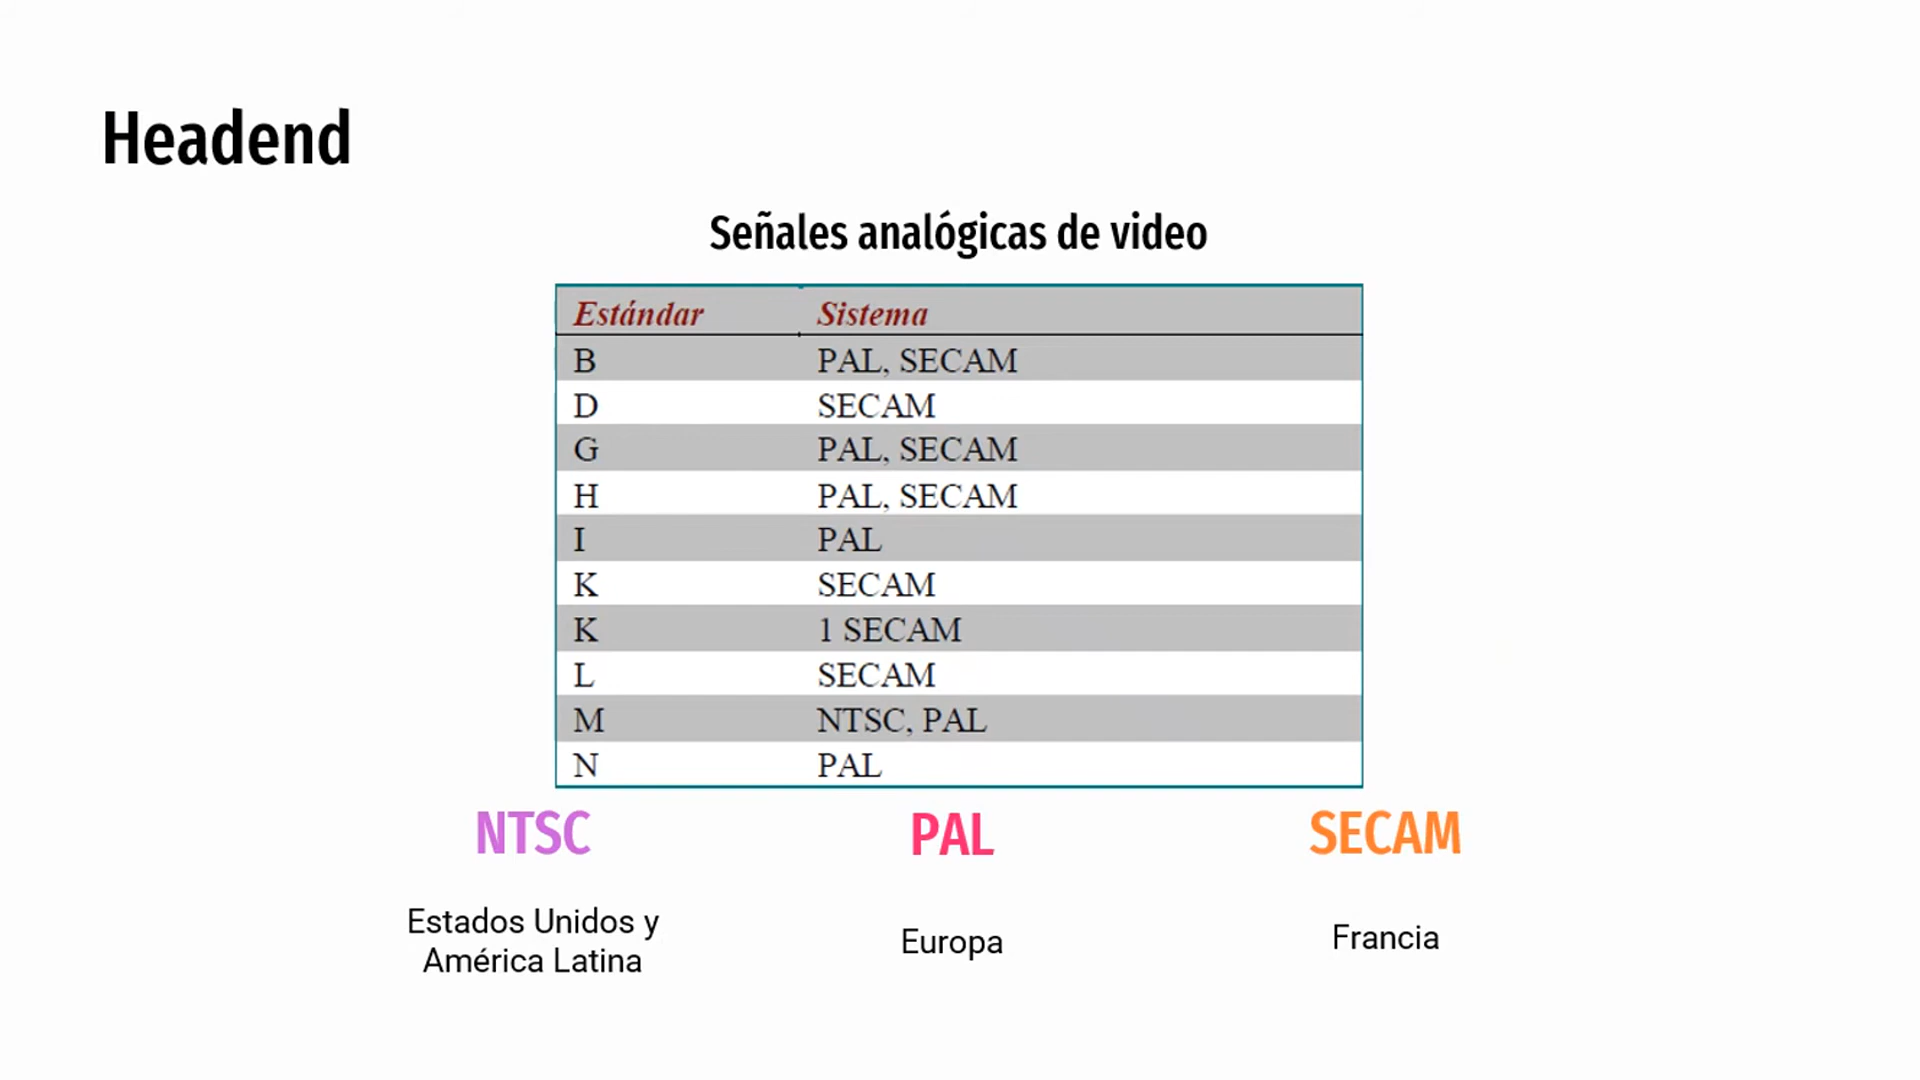 Headend
Señales analógicas de video
Estándar Sistema
B PAL, SECAM
D SECAM
G PAL, SECAM
H PAL, SECAM
I PAL
K SECAM
K 1 SECAM
L SECAM
M NTSC, PAL
N PAL
NTSC PAL SECAM
Estados Unidos y
América Latina
Europa
Francia